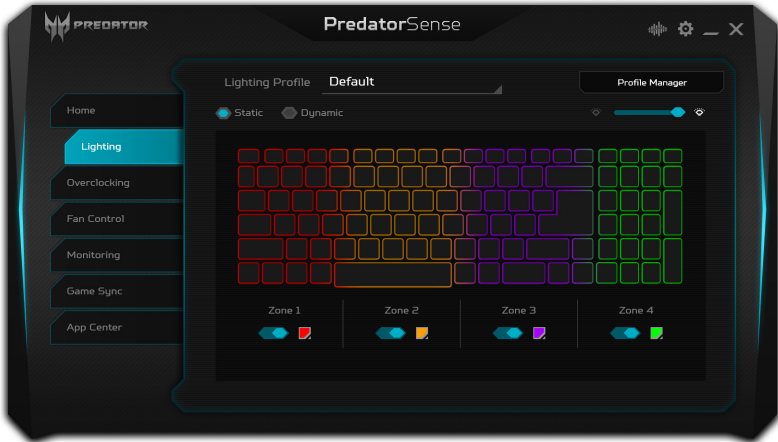 PREDATOR
PredatorSense
Lighting Profile Default
Profile Manager
Static Dynamic
Home
Lighting
Overclocking
Fan Control
Monitoring
Game Sync
App Center
Zone 1 Zone 2 Zone 3 Zone 4